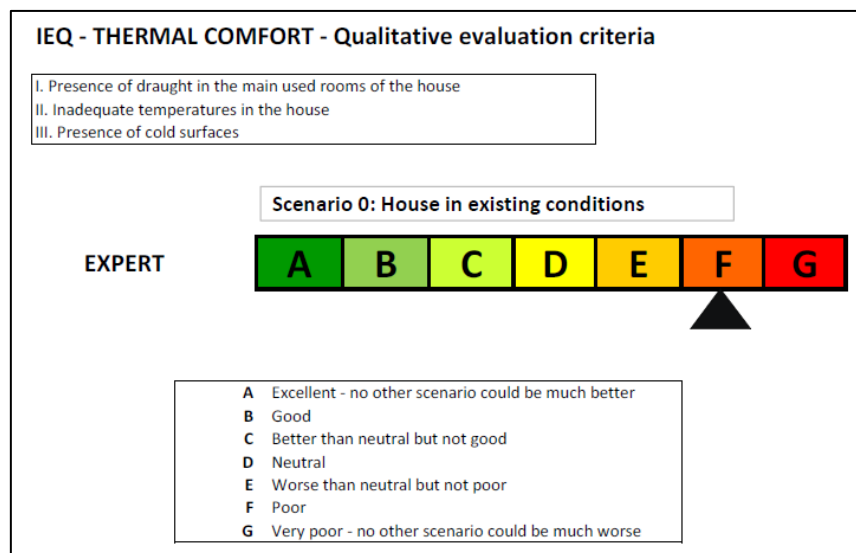 IEQ - THERMAL COMFORT - Qualitative evaluation criteria
I. Presence of draught in the main used rooms of the house
II. Inadequate temperatures in the house
III. Presence of cold surfaces
Scenario 0: House in existing conditions
EXPERT A B C D E F G
A Excellent - no other scenario could be much better
B Good
C Better than neutral but not good
D Neutral
E Worse than neutral but not poor
F Poor
G Very poor - no other scenario could be much worse